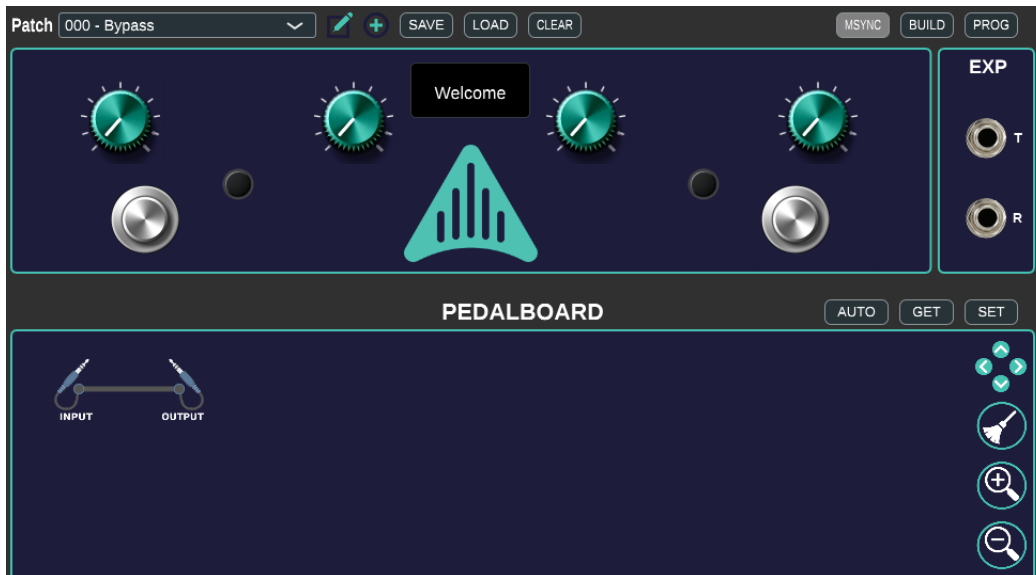 Patch 000 - Bypass SAVE LOAD CLEAR MSYNC BUILD PROG
Welcome
EXP
T
R
PEDALBOARD AUTO GET SET
INPUT OUTPUT